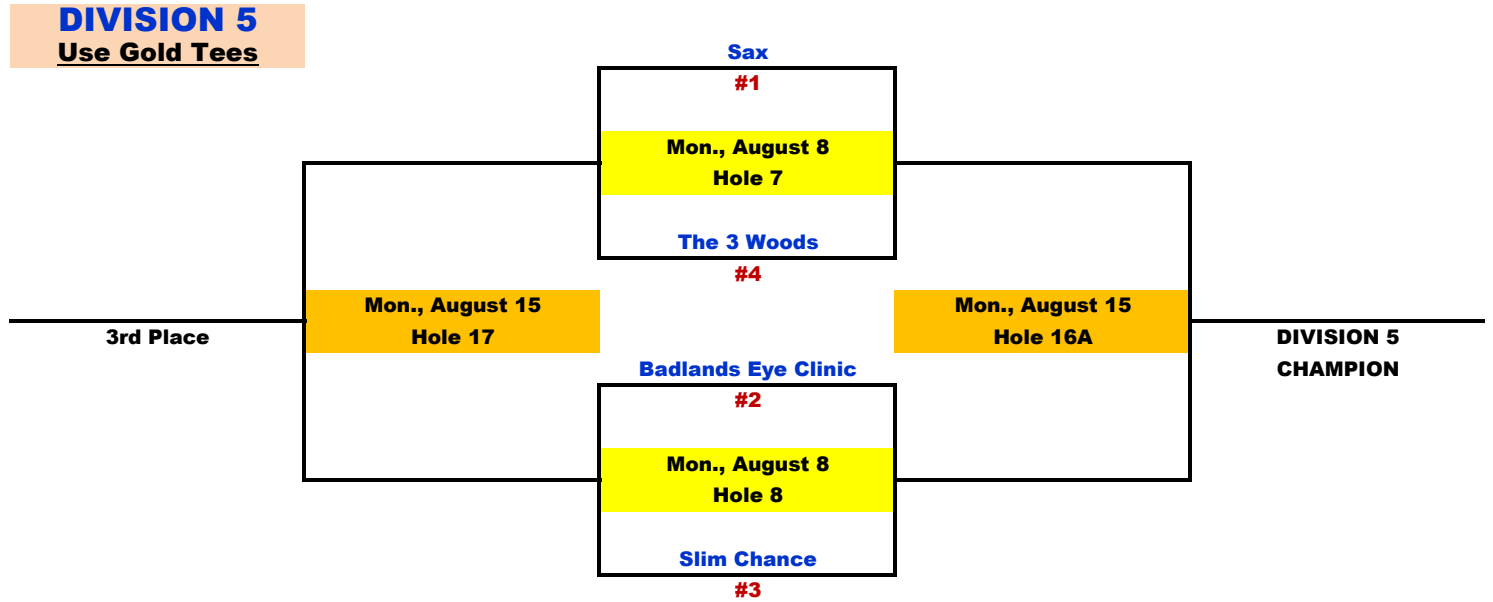 DIVISION 5
Use Gold Tees
Sax
#1
Mon., August 8
Hole 7
The 3 Woods
#4
Mon., August 15
Hole 17
3rd Place
Mon., August 15
Hole 16A
DIVISION 5
CHAMPION
Badlands Eye Clinic
#2
Mon., August 8
Hole 8
Slim Chance
#3